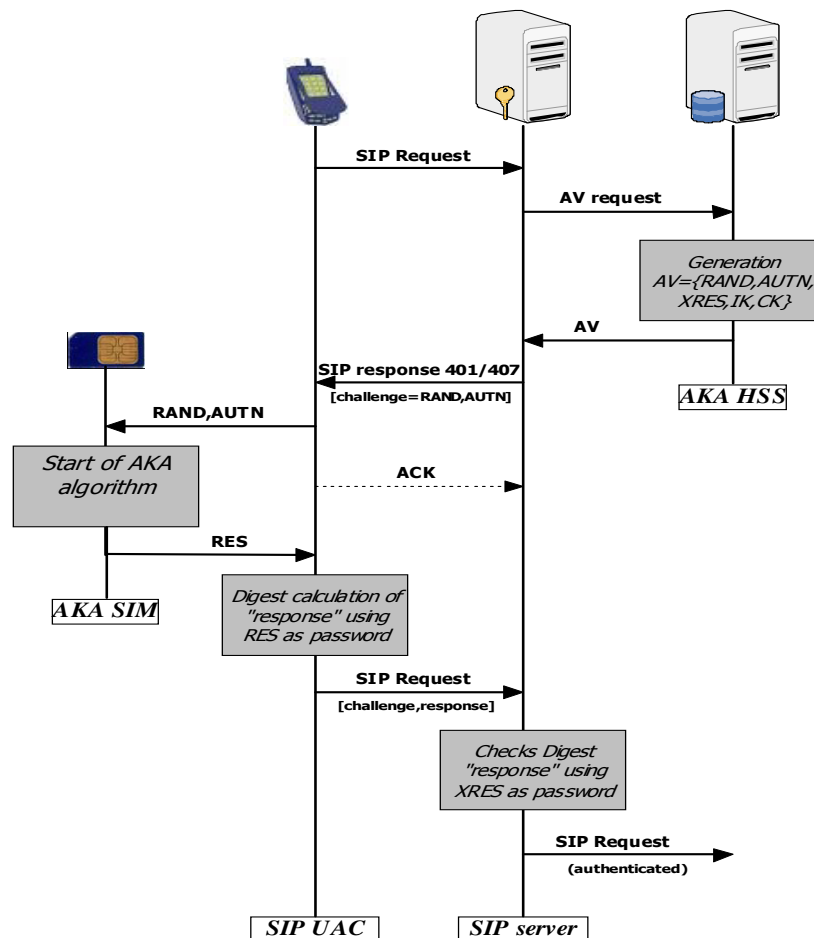 SIP Request
AV request
Generation
AV={RAND,AUTN,
XRES,IK,CK}
AV
SIP response 401/407
[challenge=RAND,AUTN]
AKA HSS
RAND,AUTN
Start of AKA
algorithm
ACK
RES
AKA SIM
Digest calculation of
"response" using
RES as password
SIP Request
[challenge,response]
Checks Digest
"response" using
XRES as password
SIP Request
(authenticated)
SIP UAC
SIP server